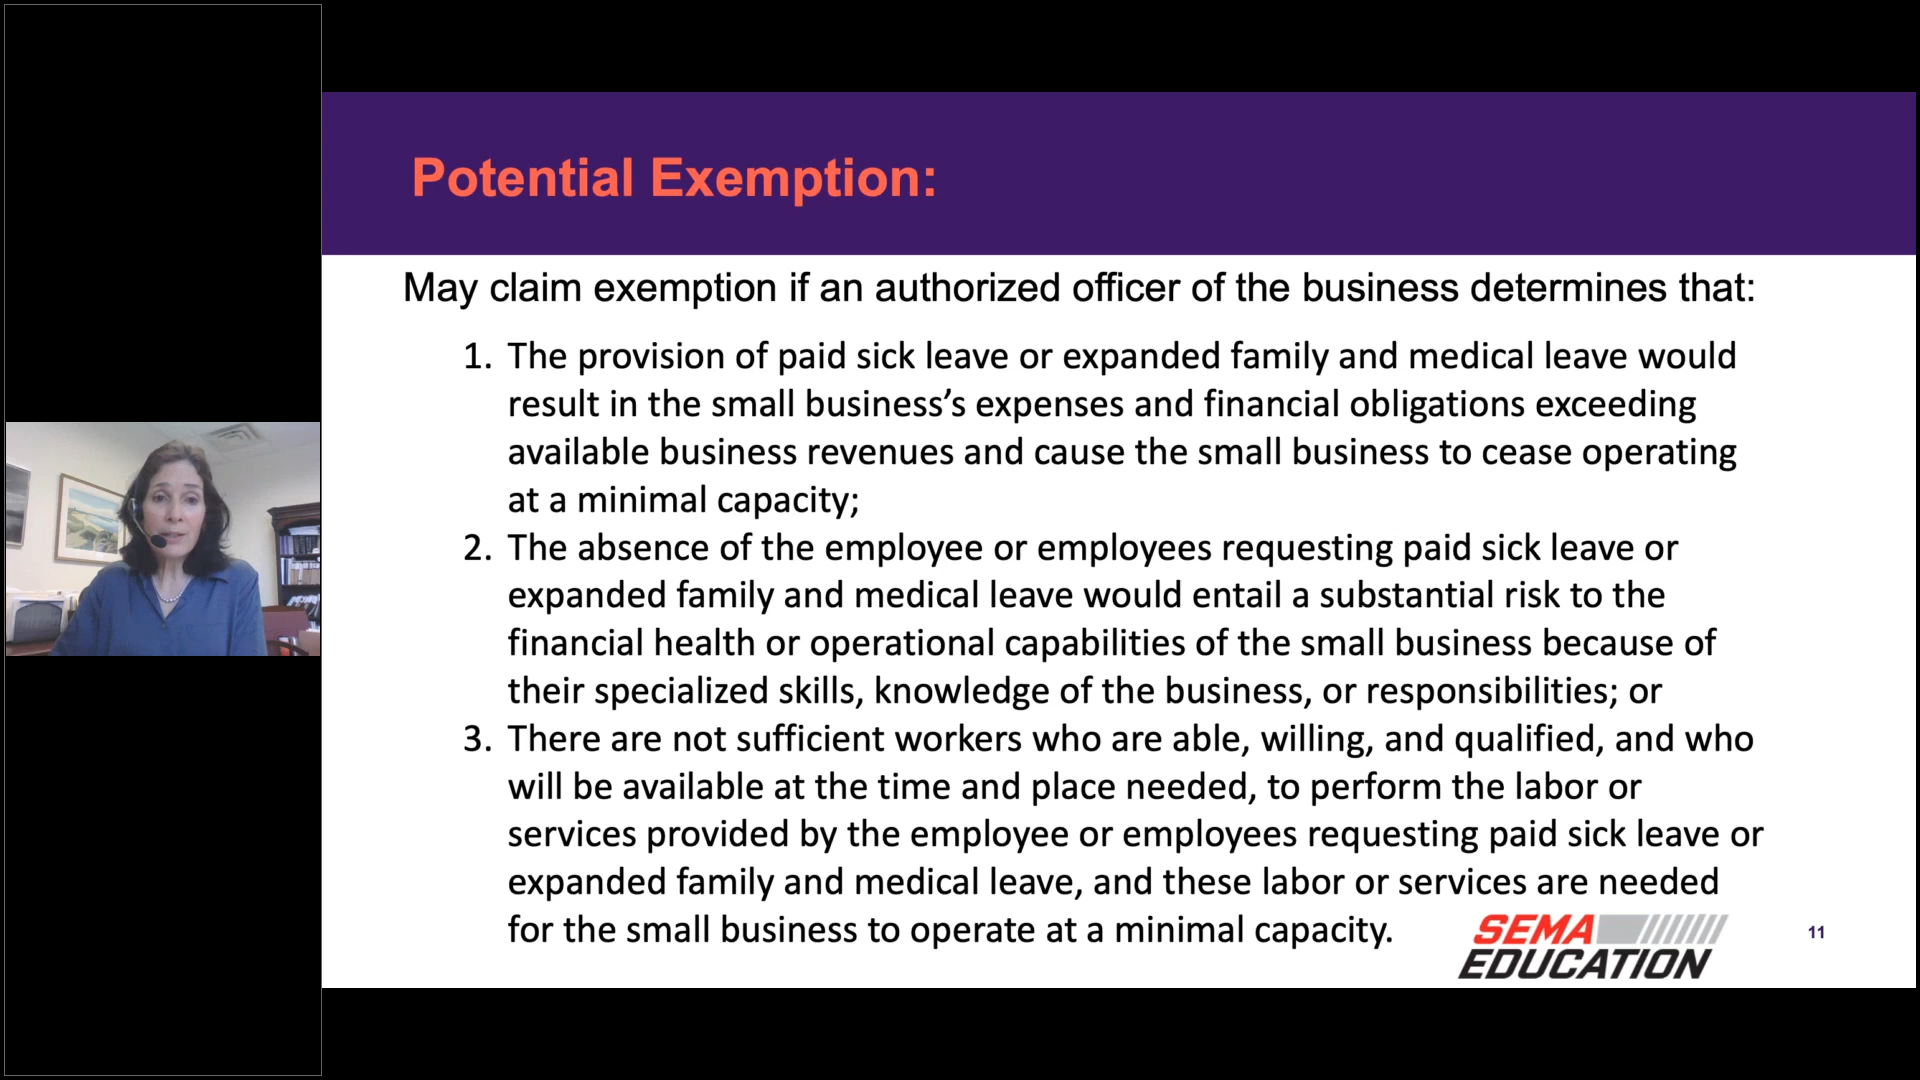 Potential Exemption:
May claim exemption if an authorized officer of the business determines that:
1. The provision of paid sick leave or expanded family and medical leave would
result in the small business’s expenses and financial obligations exceeding
available business revenues and cause the small business to cease operating
at a minimal capacity;
2. The absence of the employee or employees requesting paid sick leave or
expanded family and medical leave would entail a substantial risk to the
financial health or operational capabilities of the small business because of
their specialized skills, knowledge of the business, or responsibilities; or
3. There are not sufficient workers who are able, willing, and qualified, and who
will be available at the time and place needed, to perform the labor or
services provided by the employee or employees requesting paid sick leave or
expanded family and medical leave, and these labor or services are needed
for the small business to operate at a minimal capacity.
SEMA
EDUCATION
11